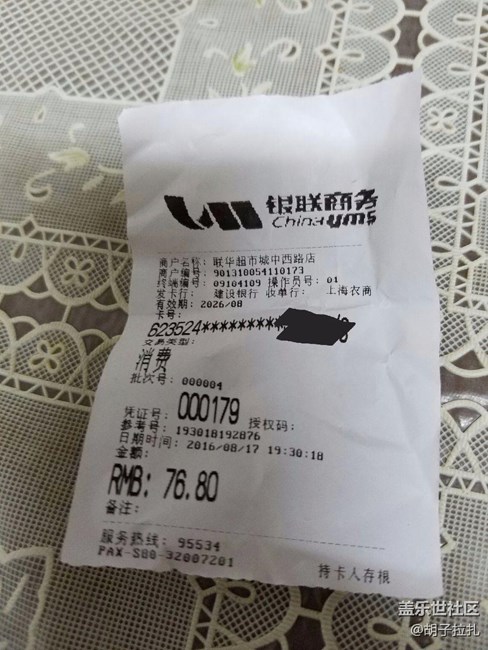 银联商务
China ums
商户名称: 联华超市城中西路店
商户编号: 901310054110173
终端编号: 09104109 操作员号: 01
发卡行: 建设银行 收单行: 上海农商
有效期: 2026/08
卡号:
623524*********
交易类型:
消费
批次号: 000004
凭证号: 000179 授权码:
参考号: 193018192876
日期时间: 2016/08/17 19:30:18
金额:
RMB: 76.80
备注:
服务热线: 95534
PAX-S80-32007201
持卡人存根
盖乐世社区
@胡子拉扎